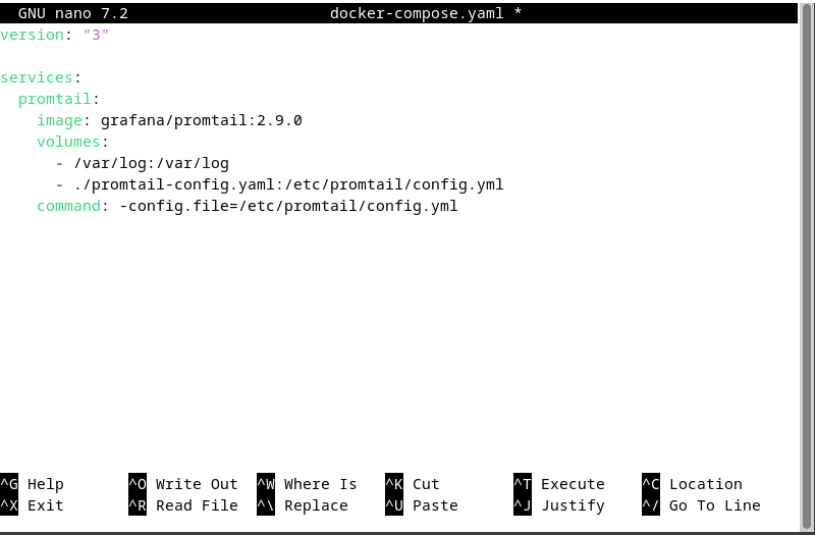 GNU nano 7.2 docker-compose.yaml *
version: "3"
services:
  promtail:
    image: grafana/promtail:2.9.0
    volumes:
      - /var/log:/var/log
      - ./promtail-config.yaml:/etc/promtail/config.yml
    command: -config.file=/etc/promtail/config.yml
^G Help ^O Write Out ^W Where Is ^K Cut ^T Execute ^C Location
^X Exit ^R Read File ^\ Replace ^U Paste ^J Justify ^/ Go To Line